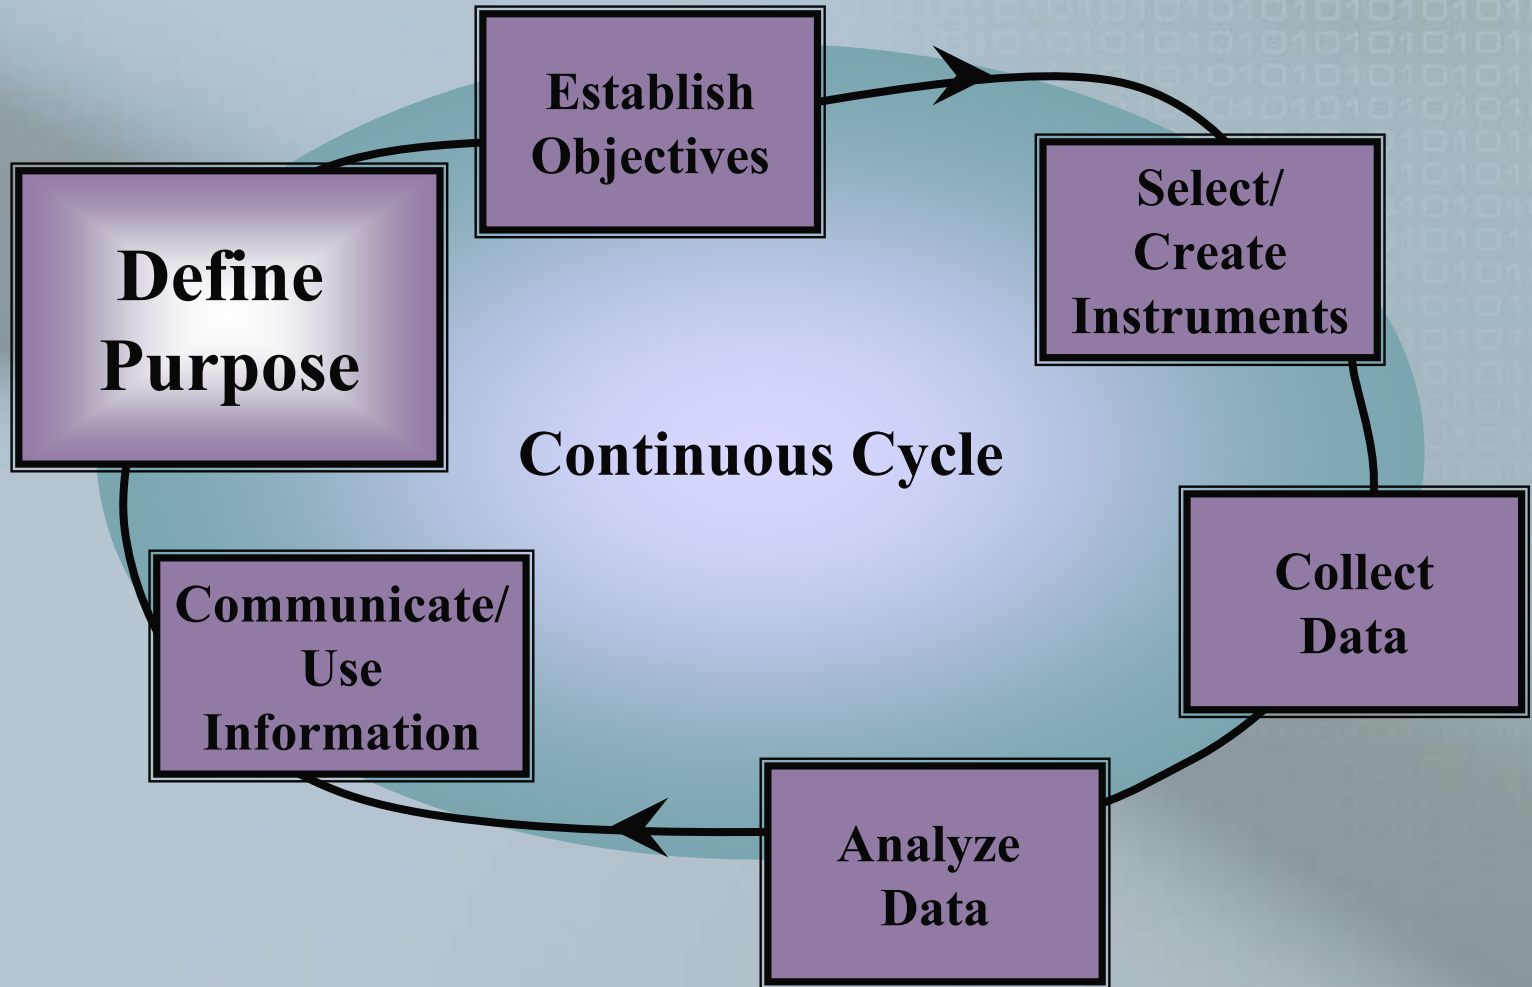 Establish
Objectives
Select/
Create
Instruments
Define
Purpose
Continuous Cycle
Collect
Data
Communicate/
Use
Information
Analyze
Data